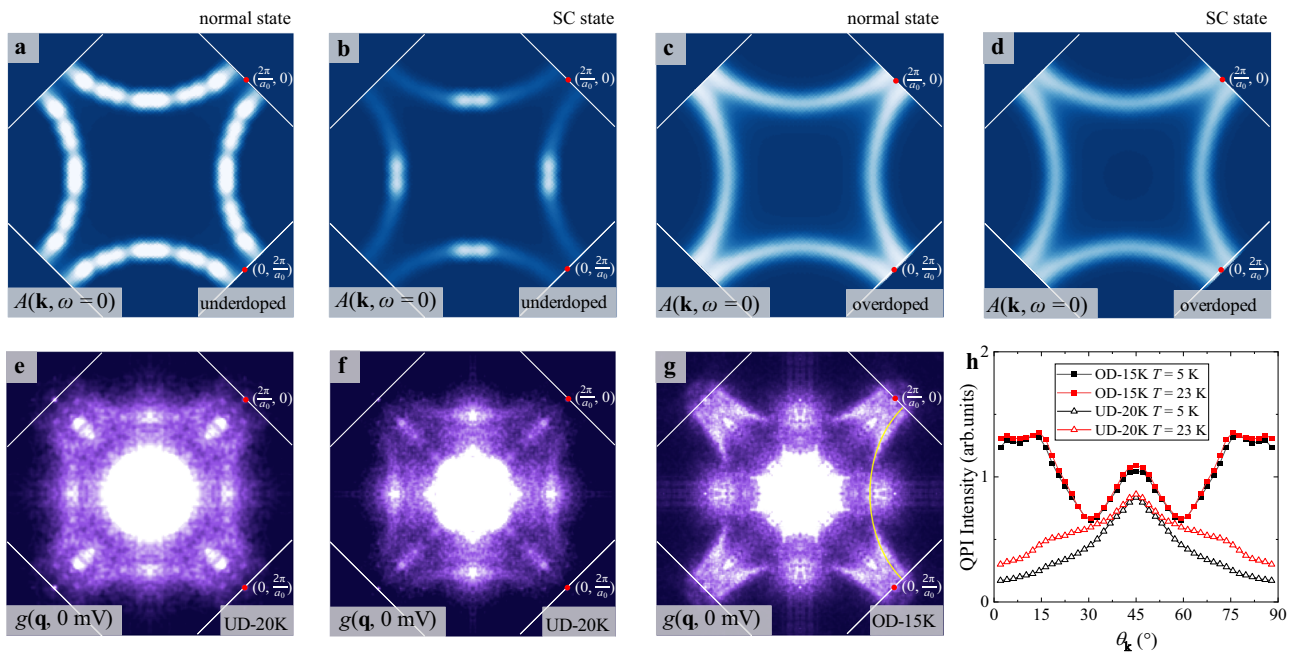 normal state
SC state
normal state
SC state
a
b
c
d
(2π/a₀, 0)
(2π/a₀, 0)
(2π/a₀, 0)
(2π/a₀, 0)
(0, 2π/a₀)
(0, 2π/a₀)
(0, 2π/a₀)
(0, 2π/a₀)
A(k, ω = 0) underdoped
A(k, ω = 0) underdoped
A(k, ω = 0) overdoped
A(k, ω = 0) overdoped
e
f
g
h
(2π/a₀, 0)
(2π/a₀, 0)
(2π/a₀, 0)
(0, 2π/a₀)
(0, 2π/a₀)
(0, 2π/a₀)
g(q, 0 mV) UD-20K
g(q, 0 mV) UD-20K
g(q, 0 mV) OD-15K
OD-15K T = 5 K
OD-15K T = 23 K
UD-20K T = 5 K
UD-20K T = 23 K
QPI Intensity (arb.units)
2
1
0
0 15 30 45 60 75 90
θk (°)